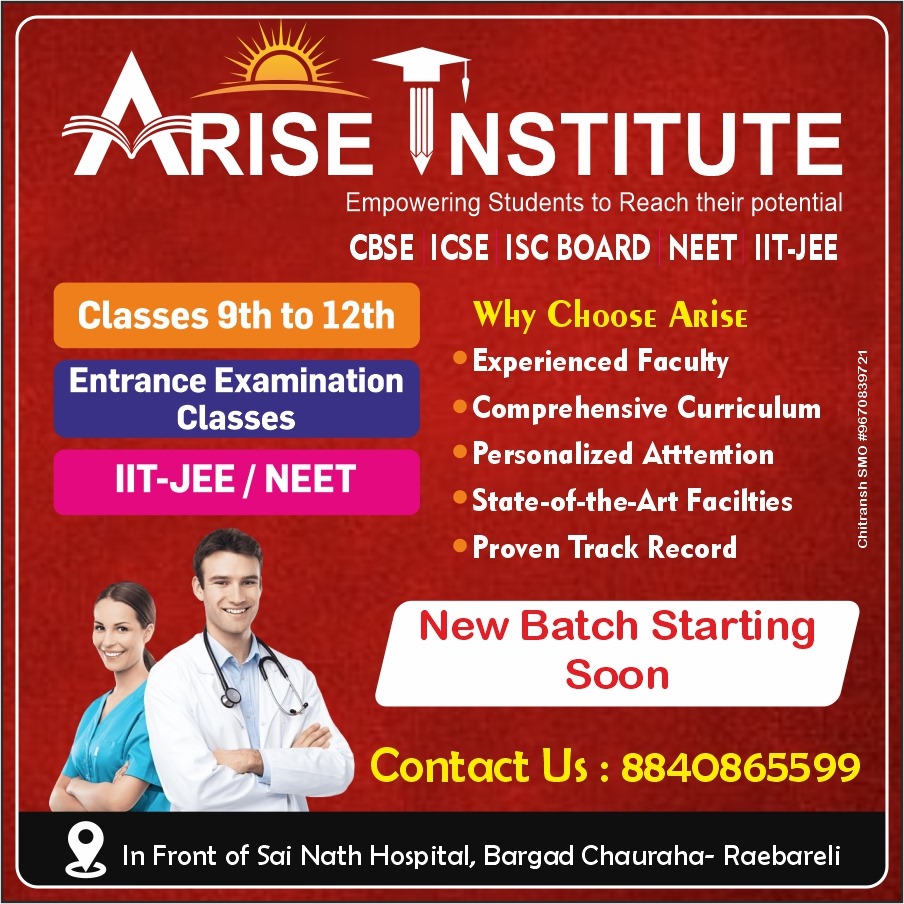 ARISE INSTITUTE
Empowering Students to Reach their potential
CBSE ICSE ISC BOARD NEET IIT-JEE
Classes 9th to 12th
Entrance Examination
Classes
IIT-JEE / NEET
Why Choose Arise
Experienced Faculty
Comprehensive Curriculum
Personalized Atttention
State-of-the-Art Facilties
Proven Track Record
Chitransh SMO #9670839721
New Batch Starting
Soon
Contact Us : 8840865599
In Front of Sai Nath Hospital, Bargad Chauraha- Raebareli